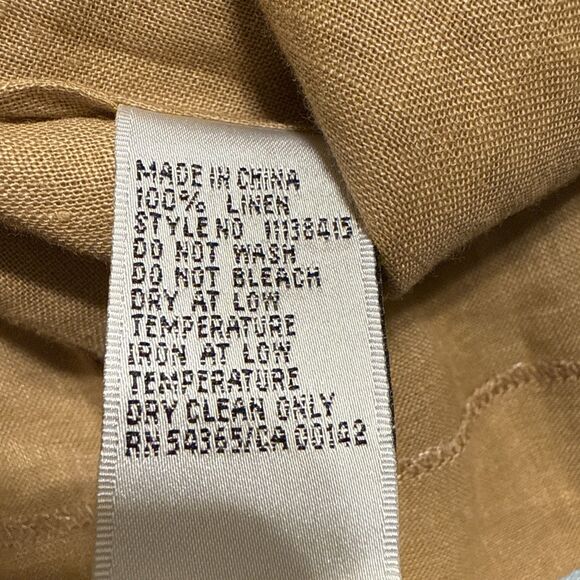 MADE IN CHINA
100% LINEN
STYLE NO 11138415
DO NOT WASH
DO NOT BLEACH
DRY AT LOW
TEMPERATURE
IRON AT LOW
TEMPERATURE
DRY CLEAN ONLY
RN 54365/CA 00142